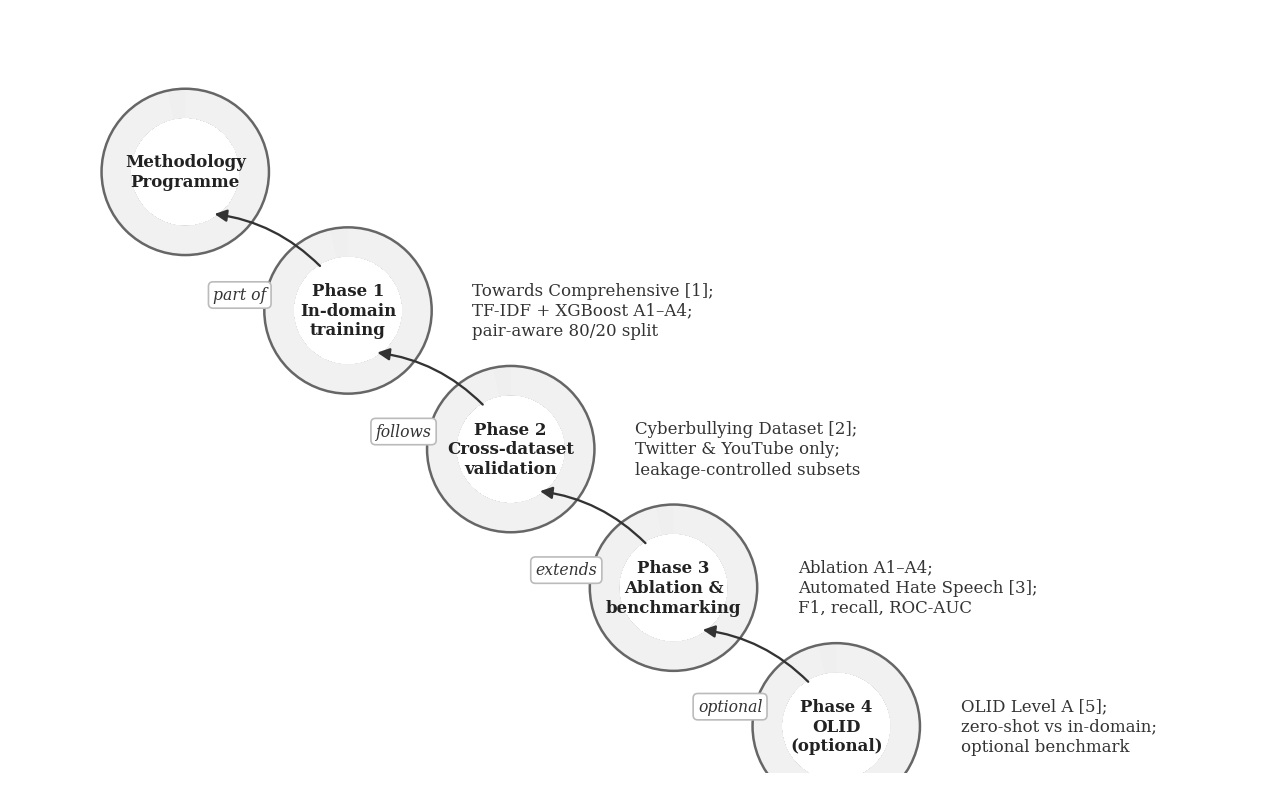 Methodology
Programme
part of
Phase 1
In-domain
training
Towards Comprehensive [1];
TF-IDF + XGBoost A1–A4;
pair-aware 80/20 split
follows
Phase 2
Cross-dataset
validation
Cyberbullying Dataset [2];
Twitter & YouTube only;
leakage-controlled subsets
extends
Phase 3
Ablation &
benchmarking
Ablation A1–A4;
Automated Hate Speech [3];
F1, recall, ROC-AUC
optional
Phase 4
OLID
(optional)
OLID Level A [5];
zero-shot vs in-domain;
optional benchmark